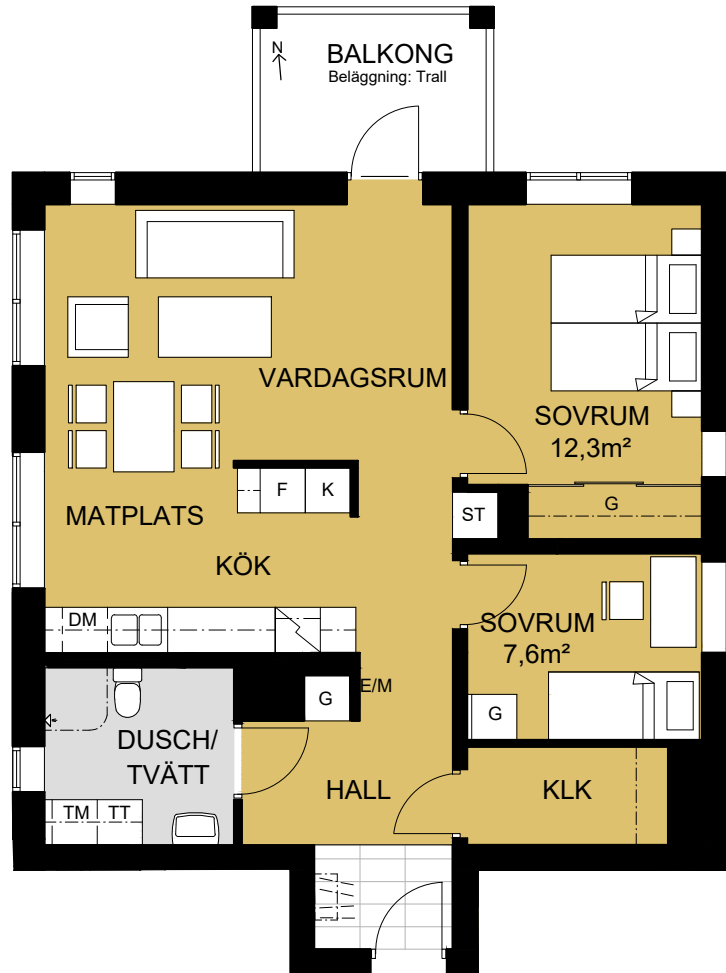 N
BALKONG
Beläggning: Trall
VARDAGSRUM
SOVRUM
12,3m²
F
K
G
ST
MATPLATS
KÖK
DM
SOVRUM
7,6m²
E/M
G
G
DUSCH/
TVÄTT
HALL
KLK
TM
TT